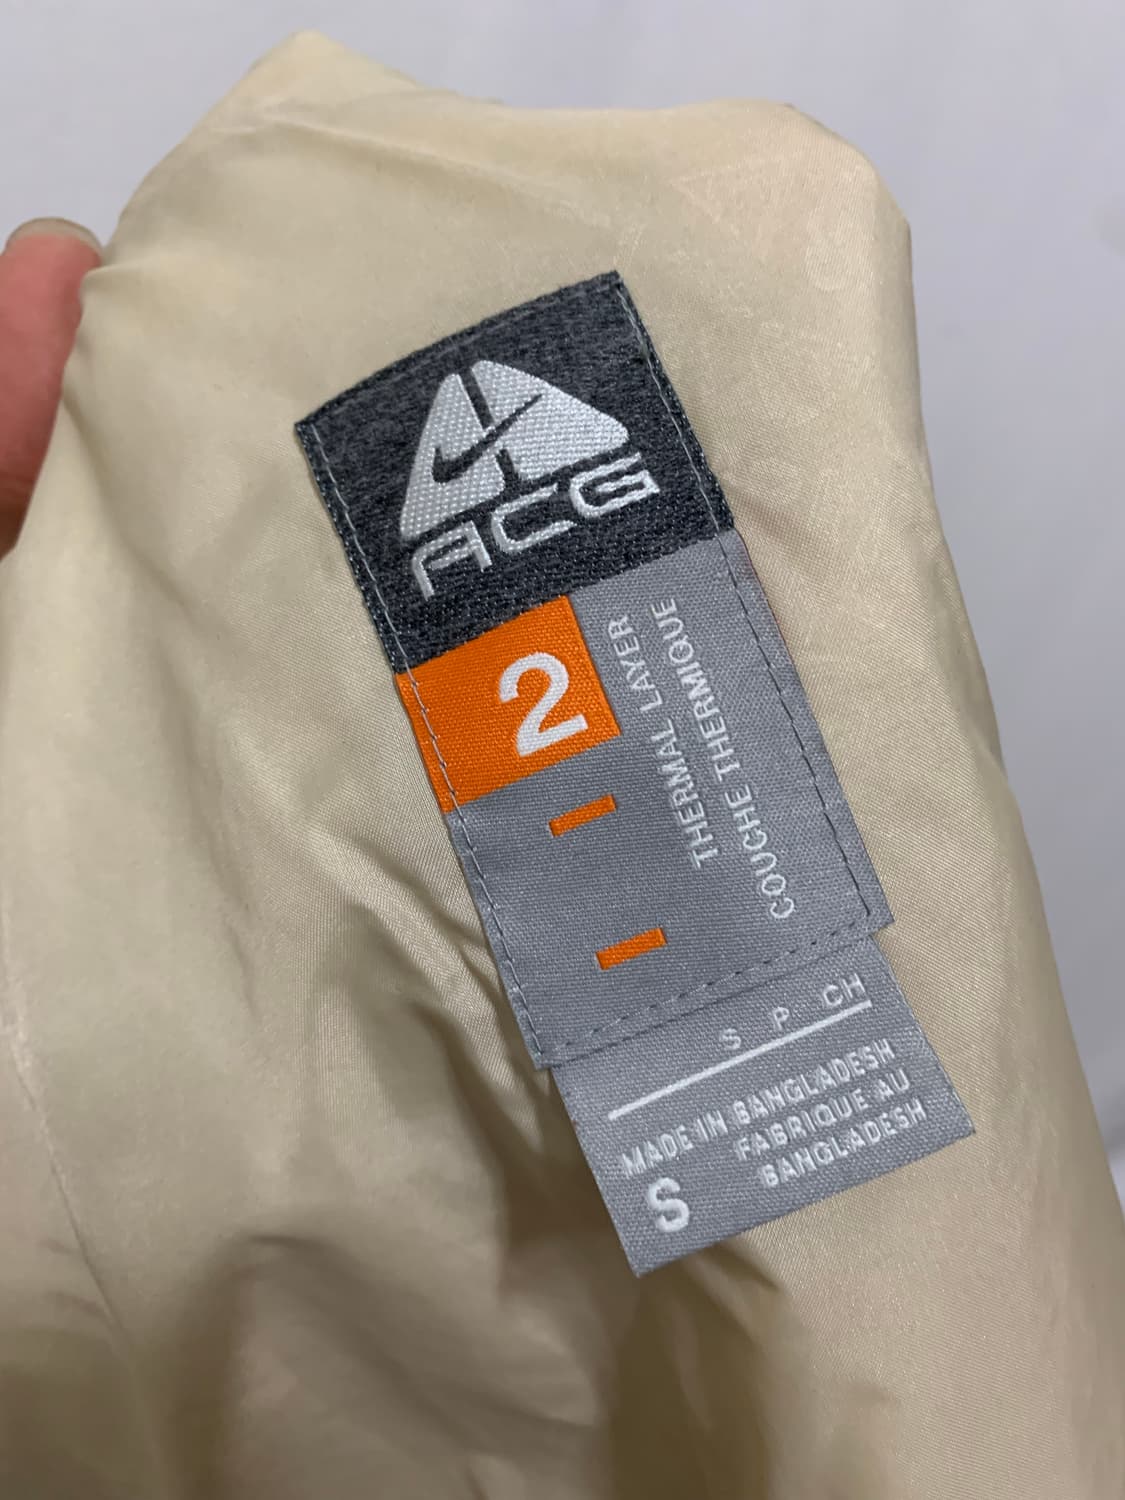 ACG
2
THERMAL LAYER
COUCHE THERMIQUE
S P CH
MADE IN BANGLADESH
FABRIQUE AU
BANGLADESH
S